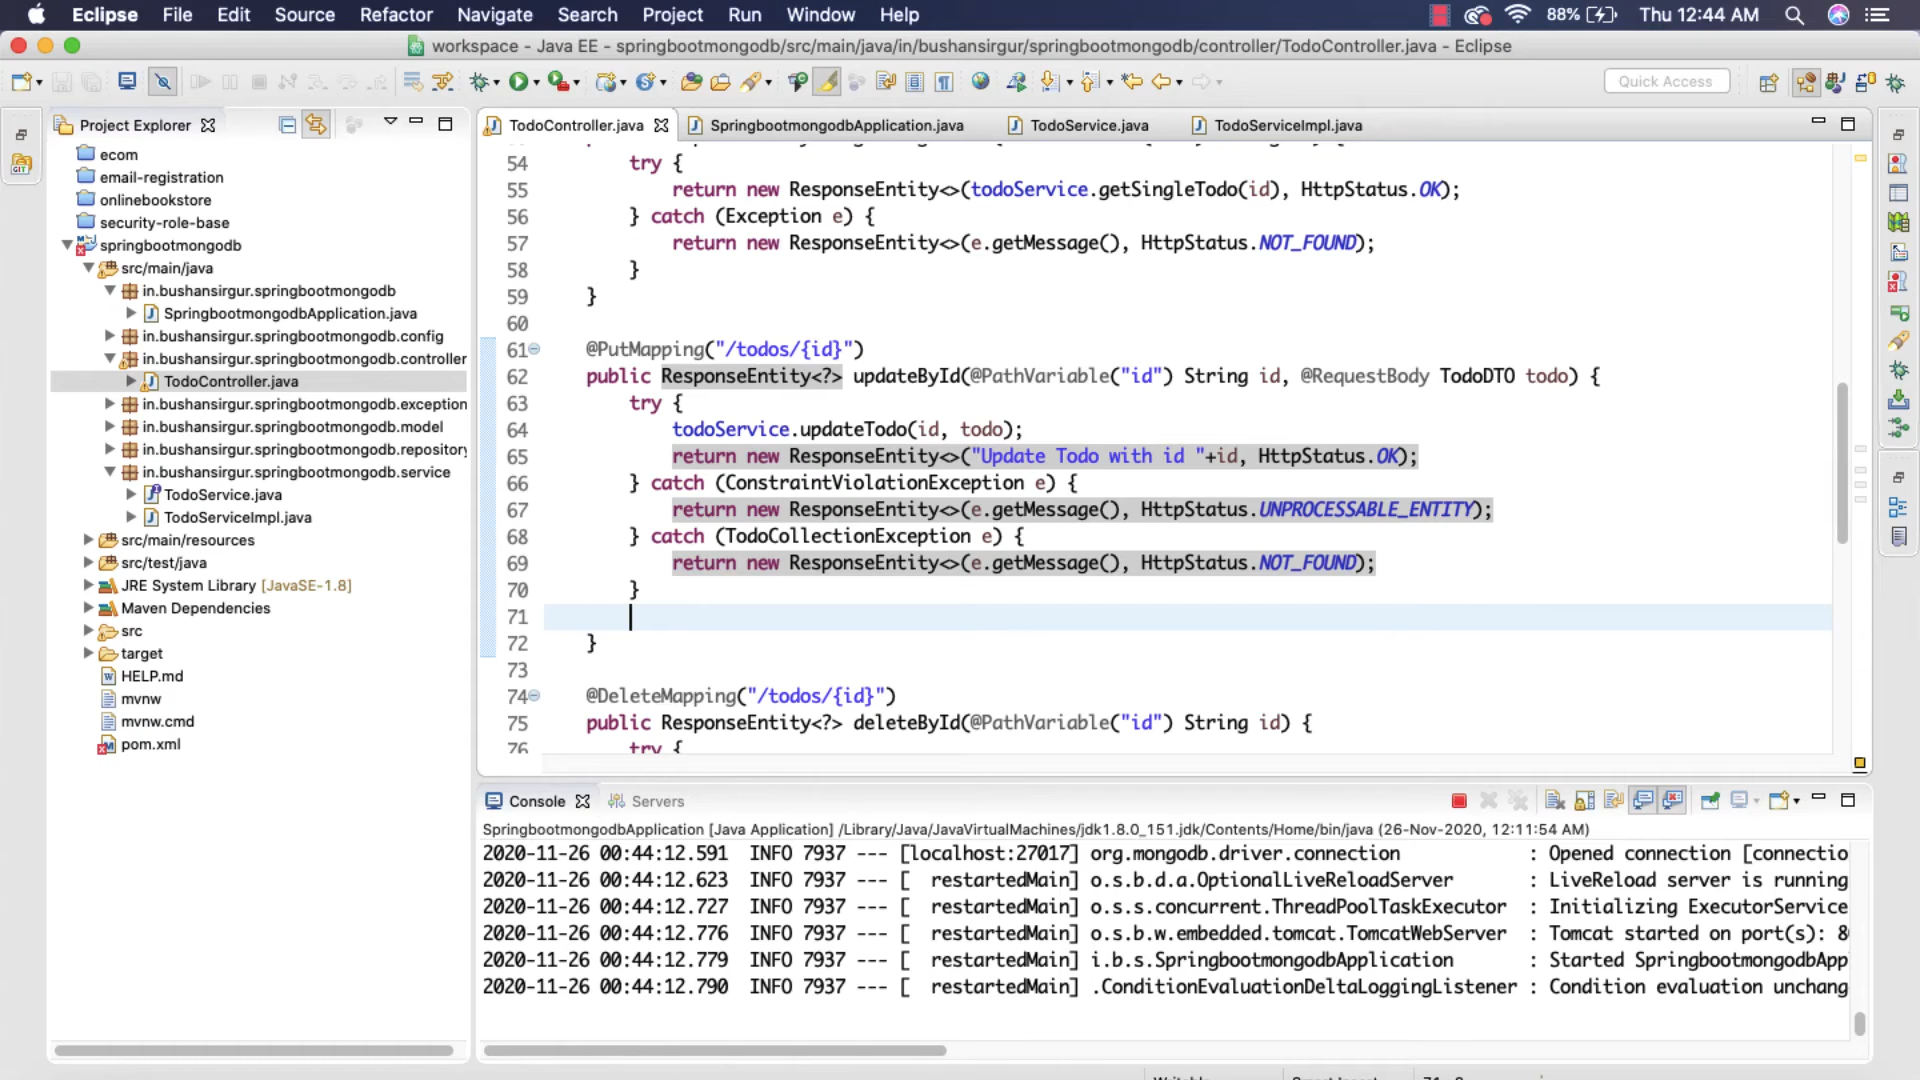 Eclipse File Edit Source Refactor Navigate Search Project Run Window Help 88% Thu 12:44 AM
workspace - Java EE - springbootmongodb/src/main/java/in/bushansirgur/springbootmongodb/controller/TodoController.java - Eclipse
Quick Access
Project Explorer
ecom
email-registration
onlinebookstore
security-role-base
springbootmongodb
src/main/java
in.bushansirgur.springbootmongodb
SpringbootmongodbApplication.java
in.bushansirgur.springbootmongodb.config
in.bushansirgur.springbootmongodb.controller
TodoController.java
in.bushansirgur.springbootmongodb.exception
in.bushansirgur.springbootmongodb.model
in.bushansirgur.springbootmongodb.repository
in.bushansirgur.springbootmongodb.service
TodoService.java
TodoServiceImpl.java
src/main/resources
src/test/java
JRE System Library [JavaSE-1.8]
Maven Dependencies
src
target
HELP.md
mvnw
mvnw.cmd
pom.xml
TodoController.java SpringbootmongodbApplication.java TodoService.java TodoServiceImpl.java
54 try {
55 return new ResponseEntity<>(todoService.getSingleTodo(id), HttpStatus.OK);
56 } catch (Exception e) {
57 return new ResponseEntity<>(e.getMessage(), HttpStatus.NOT_FOUND);
58 }
59 }
60
61 @PutMapping("/todos/{id}")
62 public ResponseEntity<?> updateById(@PathVariable("id") String id, @RequestBody TodoDTO todo) {
63 try {
64 todoService.updateTodo(id, todo);
65 return new ResponseEntity<>("Update Todo with id "+id, HttpStatus.OK);
66 } catch (ConstraintViolationException e) {
67 return new ResponseEntity<>(e.getMessage(), HttpStatus.UNPROCESSABLE_ENTITY);
68 } catch (TodoCollectionException e) {
69 return new ResponseEntity<>(e.getMessage(), HttpStatus.NOT_FOUND);
70 }
71
72 }
73
74 @DeleteMapping("/todos/{id}")
75 public ResponseEntity<?> deleteById(@PathVariable("id") String id) {
76 try {
Console Servers
SpringbootmongodbApplication [Java Application] /Library/Java/JavaVirtualMachines/jdk1.8.0_151.jdk/Contents/Home/bin/java (26-Nov-2020, 12:11:54 AM)
2020-11-26 00:44:12.591 INFO 7937 --- [localhost:27017] org.mongodb.driver.connection : Opened connection [connectio
2020-11-26 00:44:12.623 INFO 7937 --- [ restartedMain] o.s.b.d.a.OptionalLiveReloadServer : LiveReload server is running
2020-11-26 00:44:12.727 INFO 7937 --- [ restartedMain] o.s.s.concurrent.ThreadPoolTaskExecutor : Initializing ExecutorService
2020-11-26 00:44:12.776 INFO 7937 --- [ restartedMain] o.s.b.w.embedded.tomcat.TomcatWebServer : Tomcat started on port(s): 8
2020-11-26 00:44:12.779 INFO 7937 --- [ restartedMain] i.b.s.SpringbootmongodbApplication : Started SpringbootmongodbApp
2020-11-26 00:44:12.790 INFO 7937 --- [ restartedMain] .ConditionEvaluationDeltaLoggingListener : Condition evaluation unchang